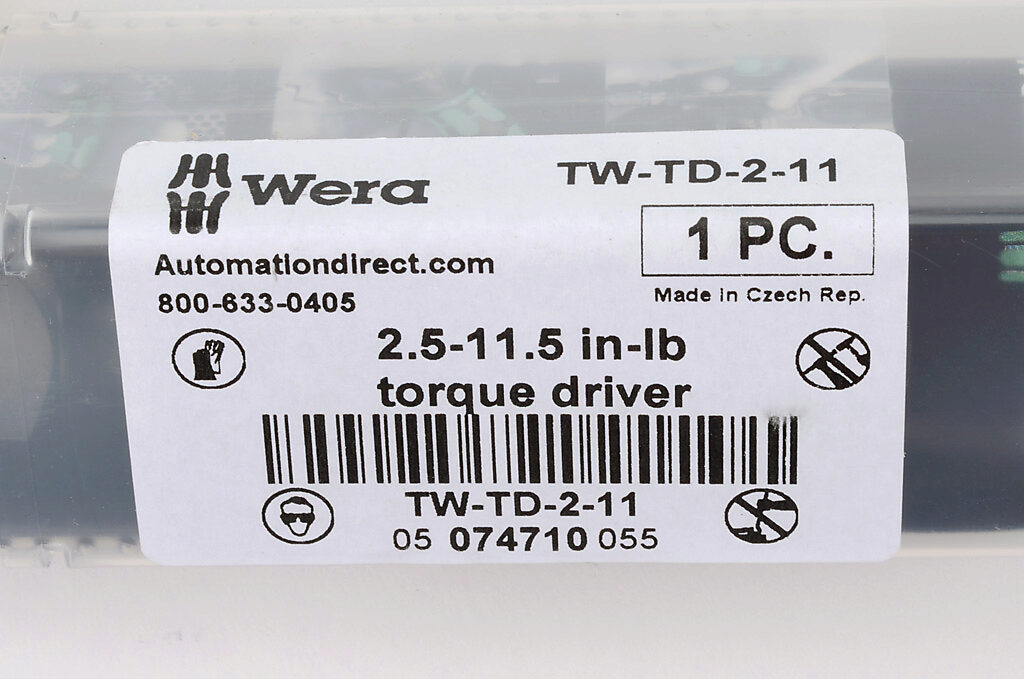 Wera
TW-TD-2-11
1 PC.
Automationdirect.com
800-633-0405
Made in Czech Rep.
2.5-11.5 in-lb
torque driver
TW-TD-2-11
05 074710 055